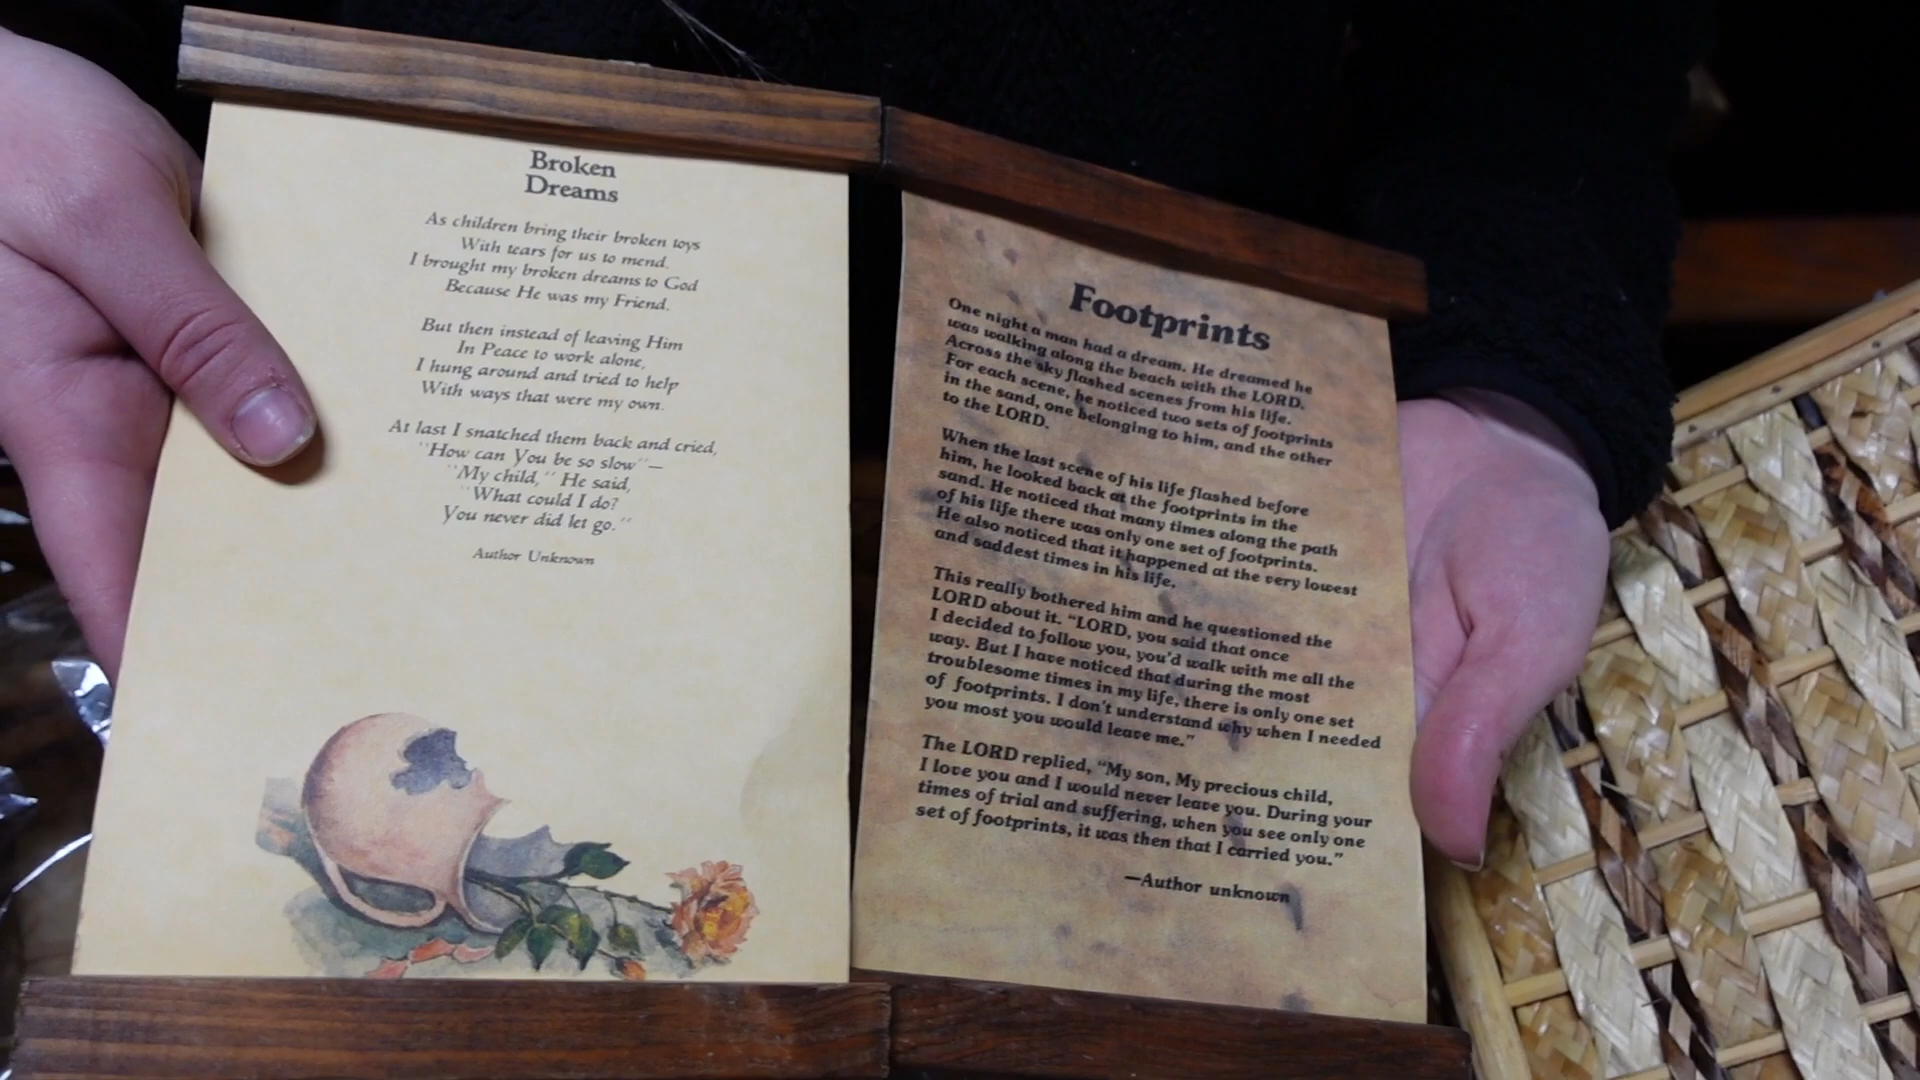 Broken
Dreams
As children bring their broken toys
With tears for us to mend.
I brought my broken dreams to God
Because He was my Friend.
But then instead of leaving Him
In Peace to work alone,
I hung around and tried to help
With ways that were my own.
At last I snatched them back and cried,
"How can You be so slow"—
"My child," He said,
"What could I do?
You never did let go."
Author Unknown
Footprints
One night a man had a dream. He dreamed he
was walking along the beach with the LORD.
Across the sky flashed scenes from his life.
For each scene, he noticed two sets of footprints
in the sand, one belonging to him, and the other
to the LORD.
When the last scene of his life flashed before
him, he looked back at the footprints in the
sand. He noticed that many times along the path
of his life there was only one set of footprints.
He also noticed that it happened at the very lowest
and saddest times in his life.
This really bothered him and he questioned the
LORD about it. “LORD, you said that once
I decided to follow you, you'd walk with me all the
way. But I have noticed that during the most
troublesome times in my life, there is only one set
of footprints. I don't understand why when I needed
you most you would leave me.”
The LORD replied, “My son, My precious child,
I love you and I would never leave you. During your
times of trial and suffering, when you see only one
set of footprints, it was then that I carried you.”
—Author unknown